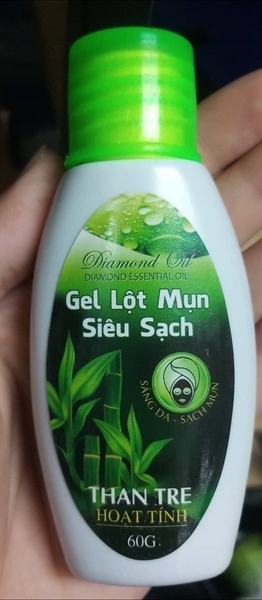 Diamond Oil
DIAMOND ESSENTIAL OIL
Gel Lột Mụn
Siêu Sạch
SÁNG DA - SẠCH MỤN
THAN TRE
HOẠT TÍNH
60G